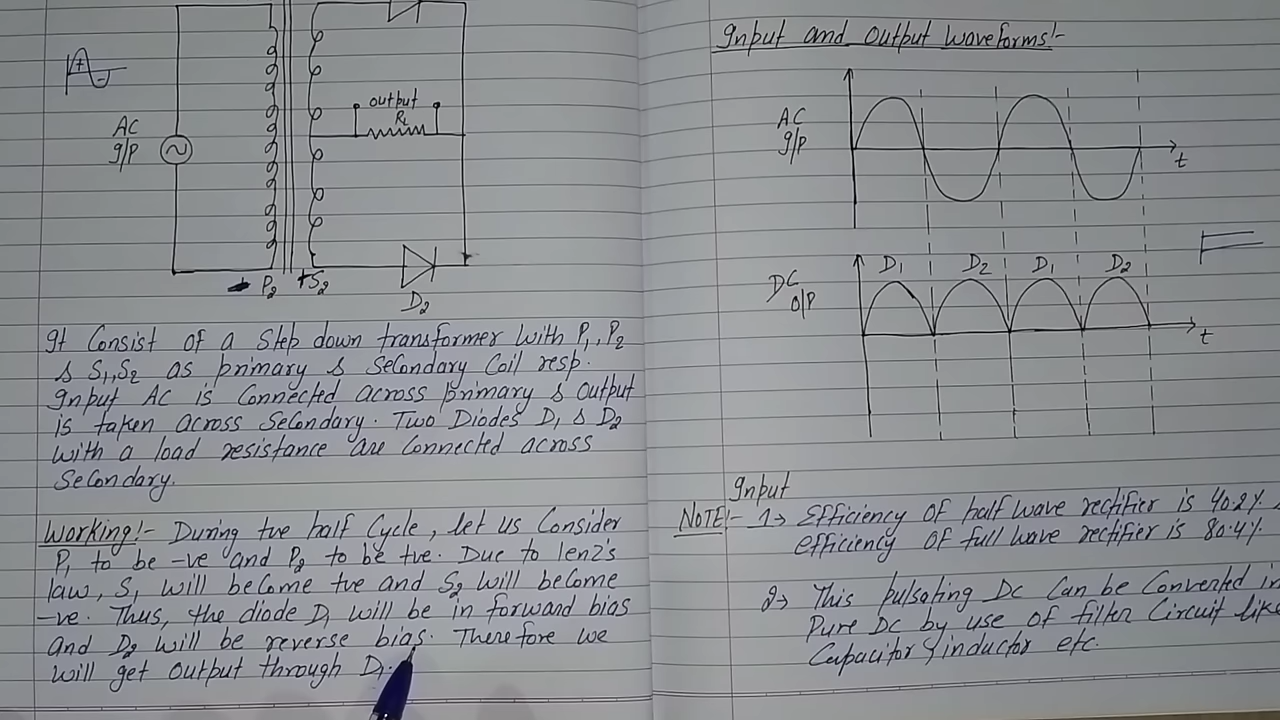 AC
I/P
output
RL
P2
+S2
D2
It Consist of a Step down transformer with P1, P2
& S1, S2 as primary & Secondary Coil resp.
Input AC is Connected across primary & output
is taken across Secondary. Two Diodes D1 & D2
with a load resistance are Connected across
Secondary.
Working!- During +ve half Cycle, let us Consider
P1 to be -ve and P2 to be +ve. Due to lenz's
law, S1 will become +ve and S2 will become
-ve. Thus, the diode D1 will be in forward bias
and D2 will be reverse bias. Therefore we
will get output through D1.
Input and Output Waveforms!-
AC
I/P
t
D1 D2 D1 D2
DC
O/P
t
Input
NOTE!- 1→ Efficiency of half wave rectifier is 40.2%
efficiency of full wave rectifier is 80.4%
2→ This pulsating DC Can be Converted in
Pure DC by use of filter Circuit like
Capacitor & inductor etc.